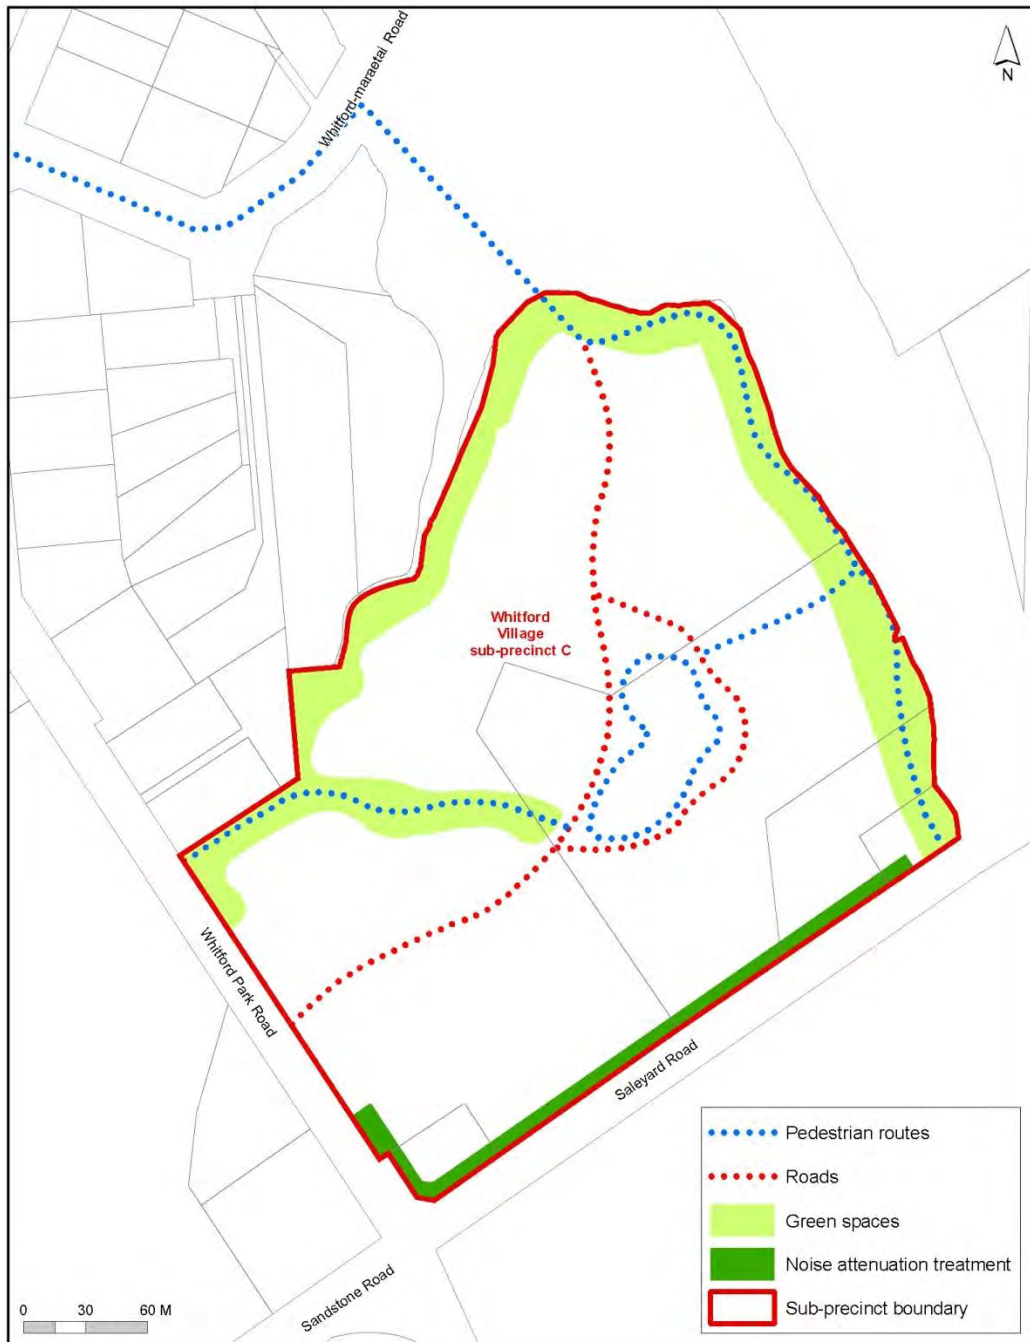 Whitford-maraetai Road
N
Whitford
Village
sub-precinct C
Whitford Park Road
Saleyard Road
Sandstone Road
Pedestrian routes
Roads
Green spaces
Noise attenuation treatment
Sub-precinct boundary
0 30 60 M